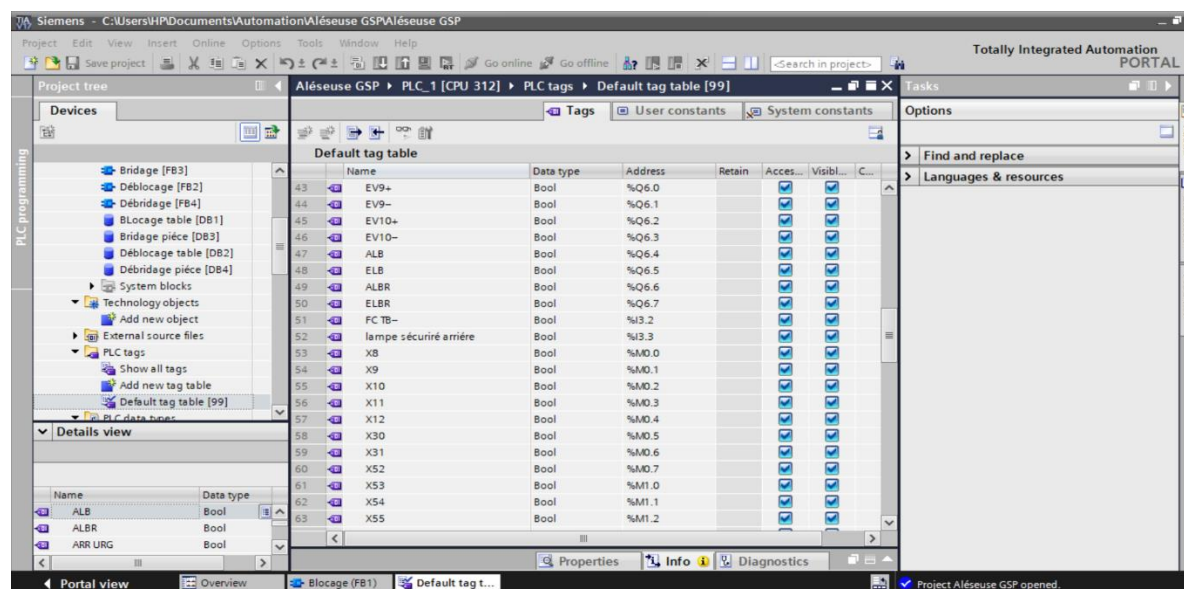 Siemens - C:\Users\HP\Documents\Automation\Aléseuse GSP\Aléseuse GSP
Project Edit View Insert Online Options Tools Window Help
Totally Integrated Automation
PORTAL
Save project Go online Go offline <Search in project>
Project tree
Aléseuse GSP PLC_1 [CPU 312] PLC tags Default tag table [99]
Tasks
Devices
Tags User constants System constants
Options
PLC programming
Default tag table
Find and replace
Languages & resources
Bridage [FB3]
Déblocage [FB2]
Débridage [FB4]
BLocage table [DB1]
Bridage piéce [DB3]
Déblocage table [DB2]
Débridage piéce [DB4]
System blocks
Technology objects
Add new object
External source files
PLC tags
Show all tags
Add new tag table
Default tag table [99]
PLC data types
Name Data type Address Retain Acces... Visibl... C...
43 EV9+ Bool %Q6.0
44 EV9- Bool %Q6.1
45 EV10+ Bool %Q6.2
46 EV10- Bool %Q6.3
47 ALB Bool %Q6.4
48 ELB Bool %Q6.5
49 ALBR Bool %Q6.6
50 ELBR Bool %Q6.7
51 FC TB- Bool %I3.2
52 lampe sécuriré arriére Bool %I3.3
53 X8 Bool %M0.0
54 X9 Bool %M0.1
55 X10 Bool %M0.2
56 X11 Bool %M0.3
57 X12 Bool %M0.4
58 X30 Bool %M0.5
59 X31 Bool %M0.6
60 X52 Bool %M0.7
61 X53 Bool %M1.0
62 X54 Bool %M1.1
63 X55 Bool %M1.2
Details view
Name Data type
ALB Bool
ALBR Bool
ARR URG Bool
Properties Info Diagnostics
Portal view Overview Blocage (FB1) Default tag t...
Project Aléseuse GSP opened.